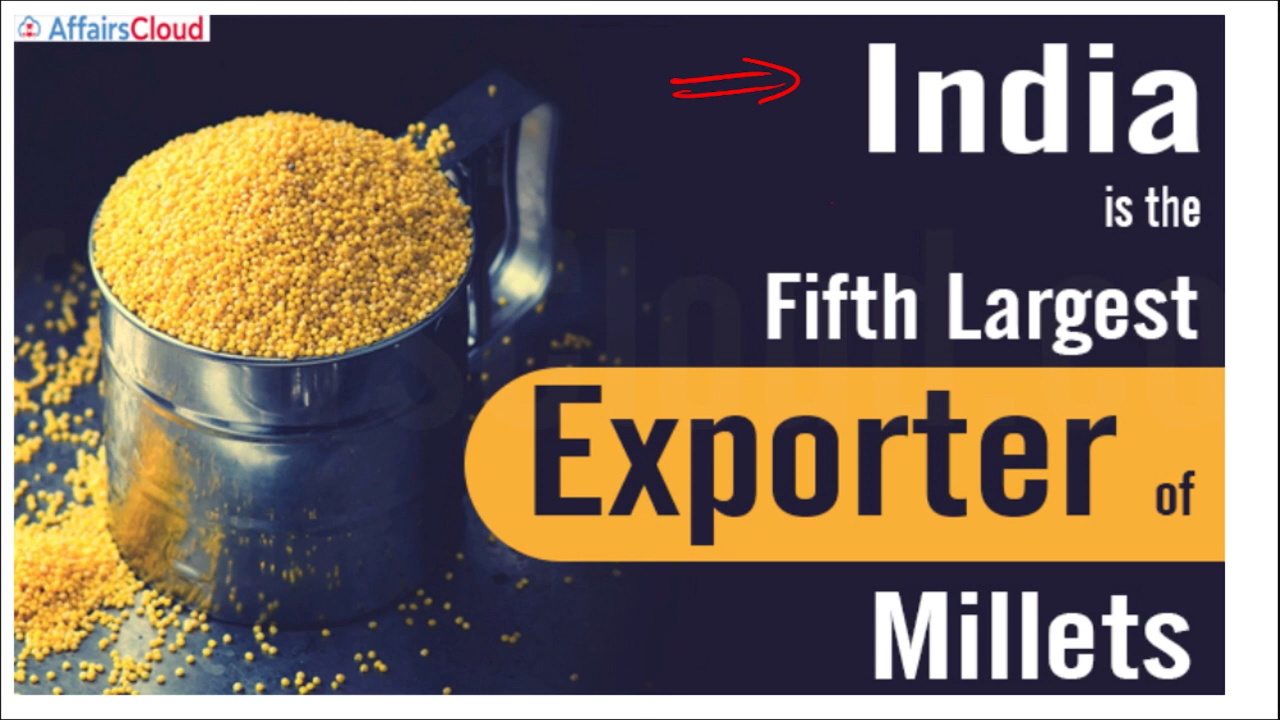 AffairsCloud
India
is the
Fifth Largest
Exporter of
Millets